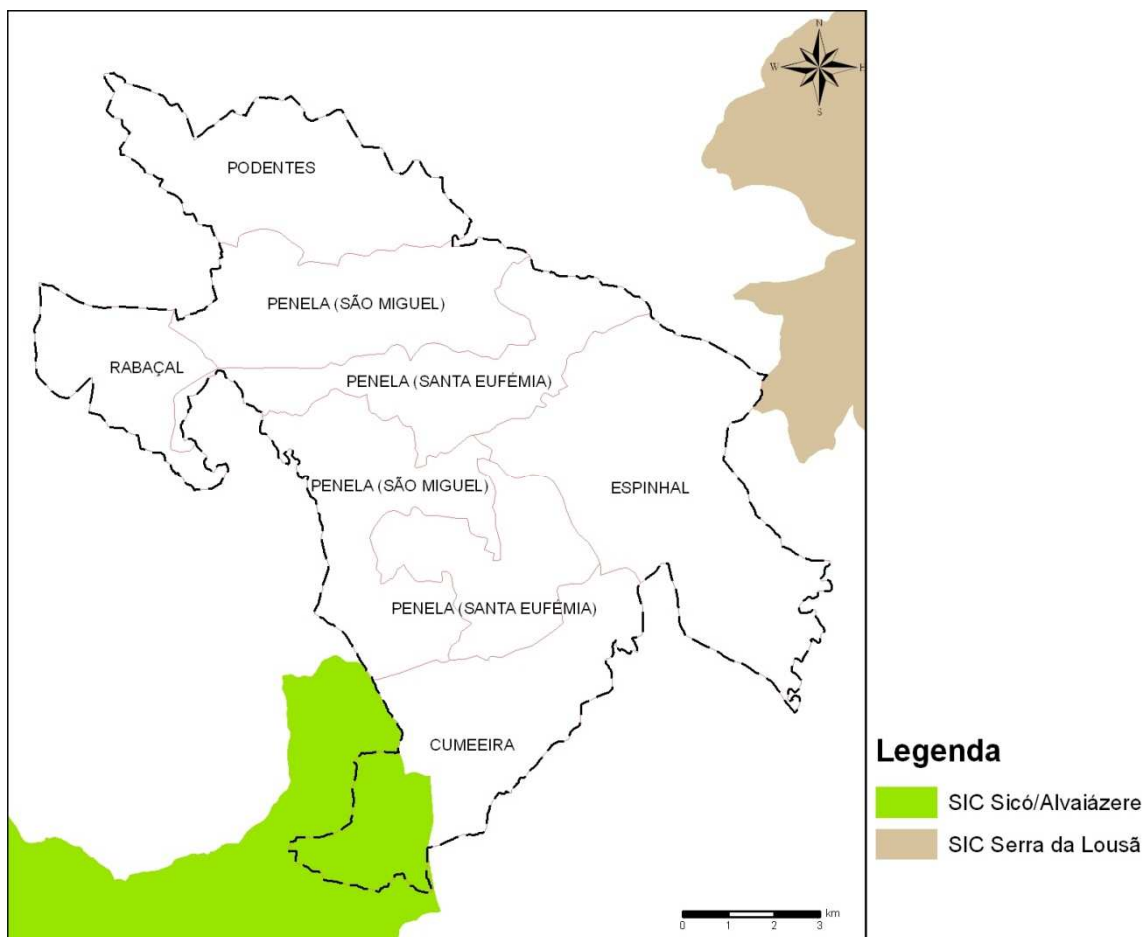 N
W E
S
PODENTES
PENELA (SÃO MIGUEL)
RABAÇAL
PENELA (SANTA EUFÉMIA)
PENELA (SÃO MIGUEL)
ESPINHAL
PENELA (SANTA EUFÉMIA)
CUMEEIRA
Legenda
SIC Sicó/Alvaiázere
SIC Serra da Lousã
km
0 1 2 3